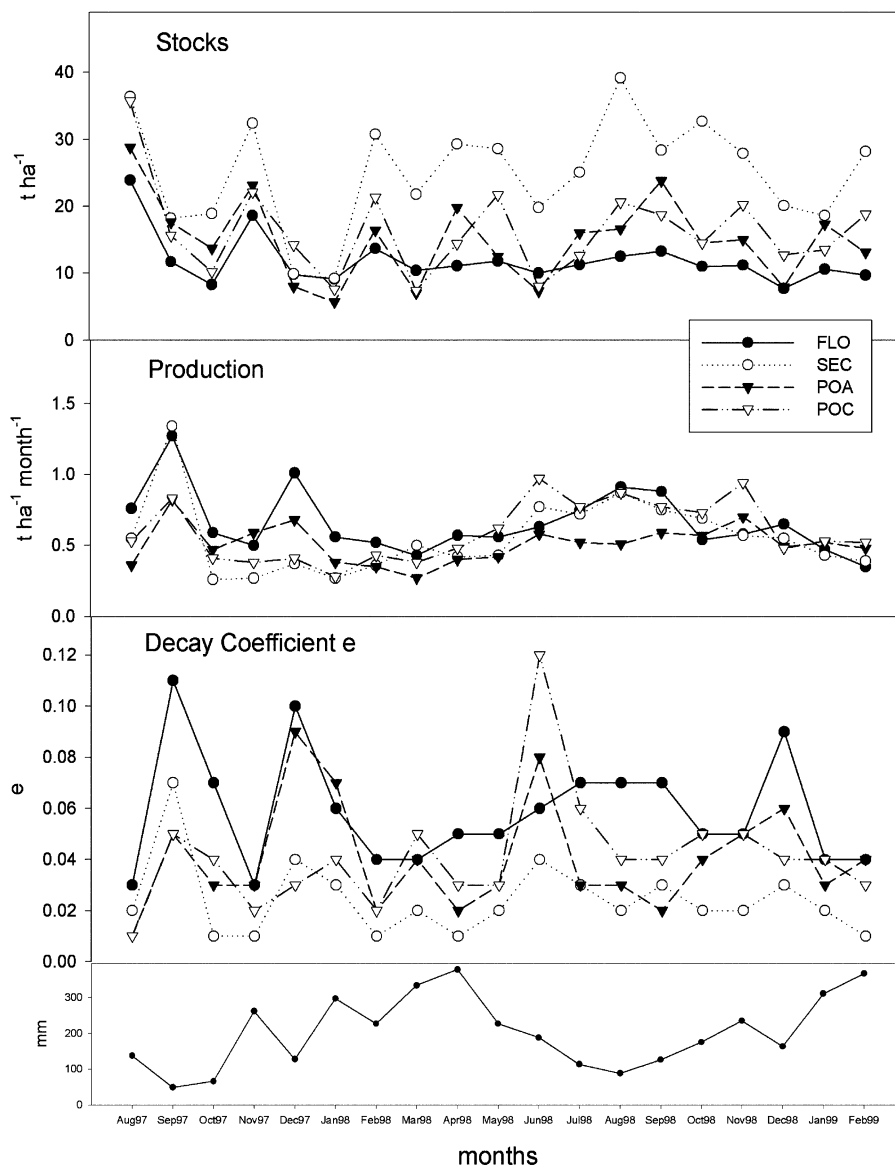 Stocks
40
30
20
10
0
t ha⁻¹
FLO
SEC
POA
POC
Production
1.5
1.0
0.5
0.0
t ha⁻¹ month⁻¹
Decay Coefficient e
0.12
0.10
0.08
0.06
0.04
0.02
0.00
e
300
200
100
0
mm
Aug97 Sep97 Oct97 Nov97 Dec97 Jan98 Feb98 Mar98 Apr98 May98 Jun98 Jul98 Aug98 Sep98 Oct98 Nov98 Dec98 Jan99 Feb99
months